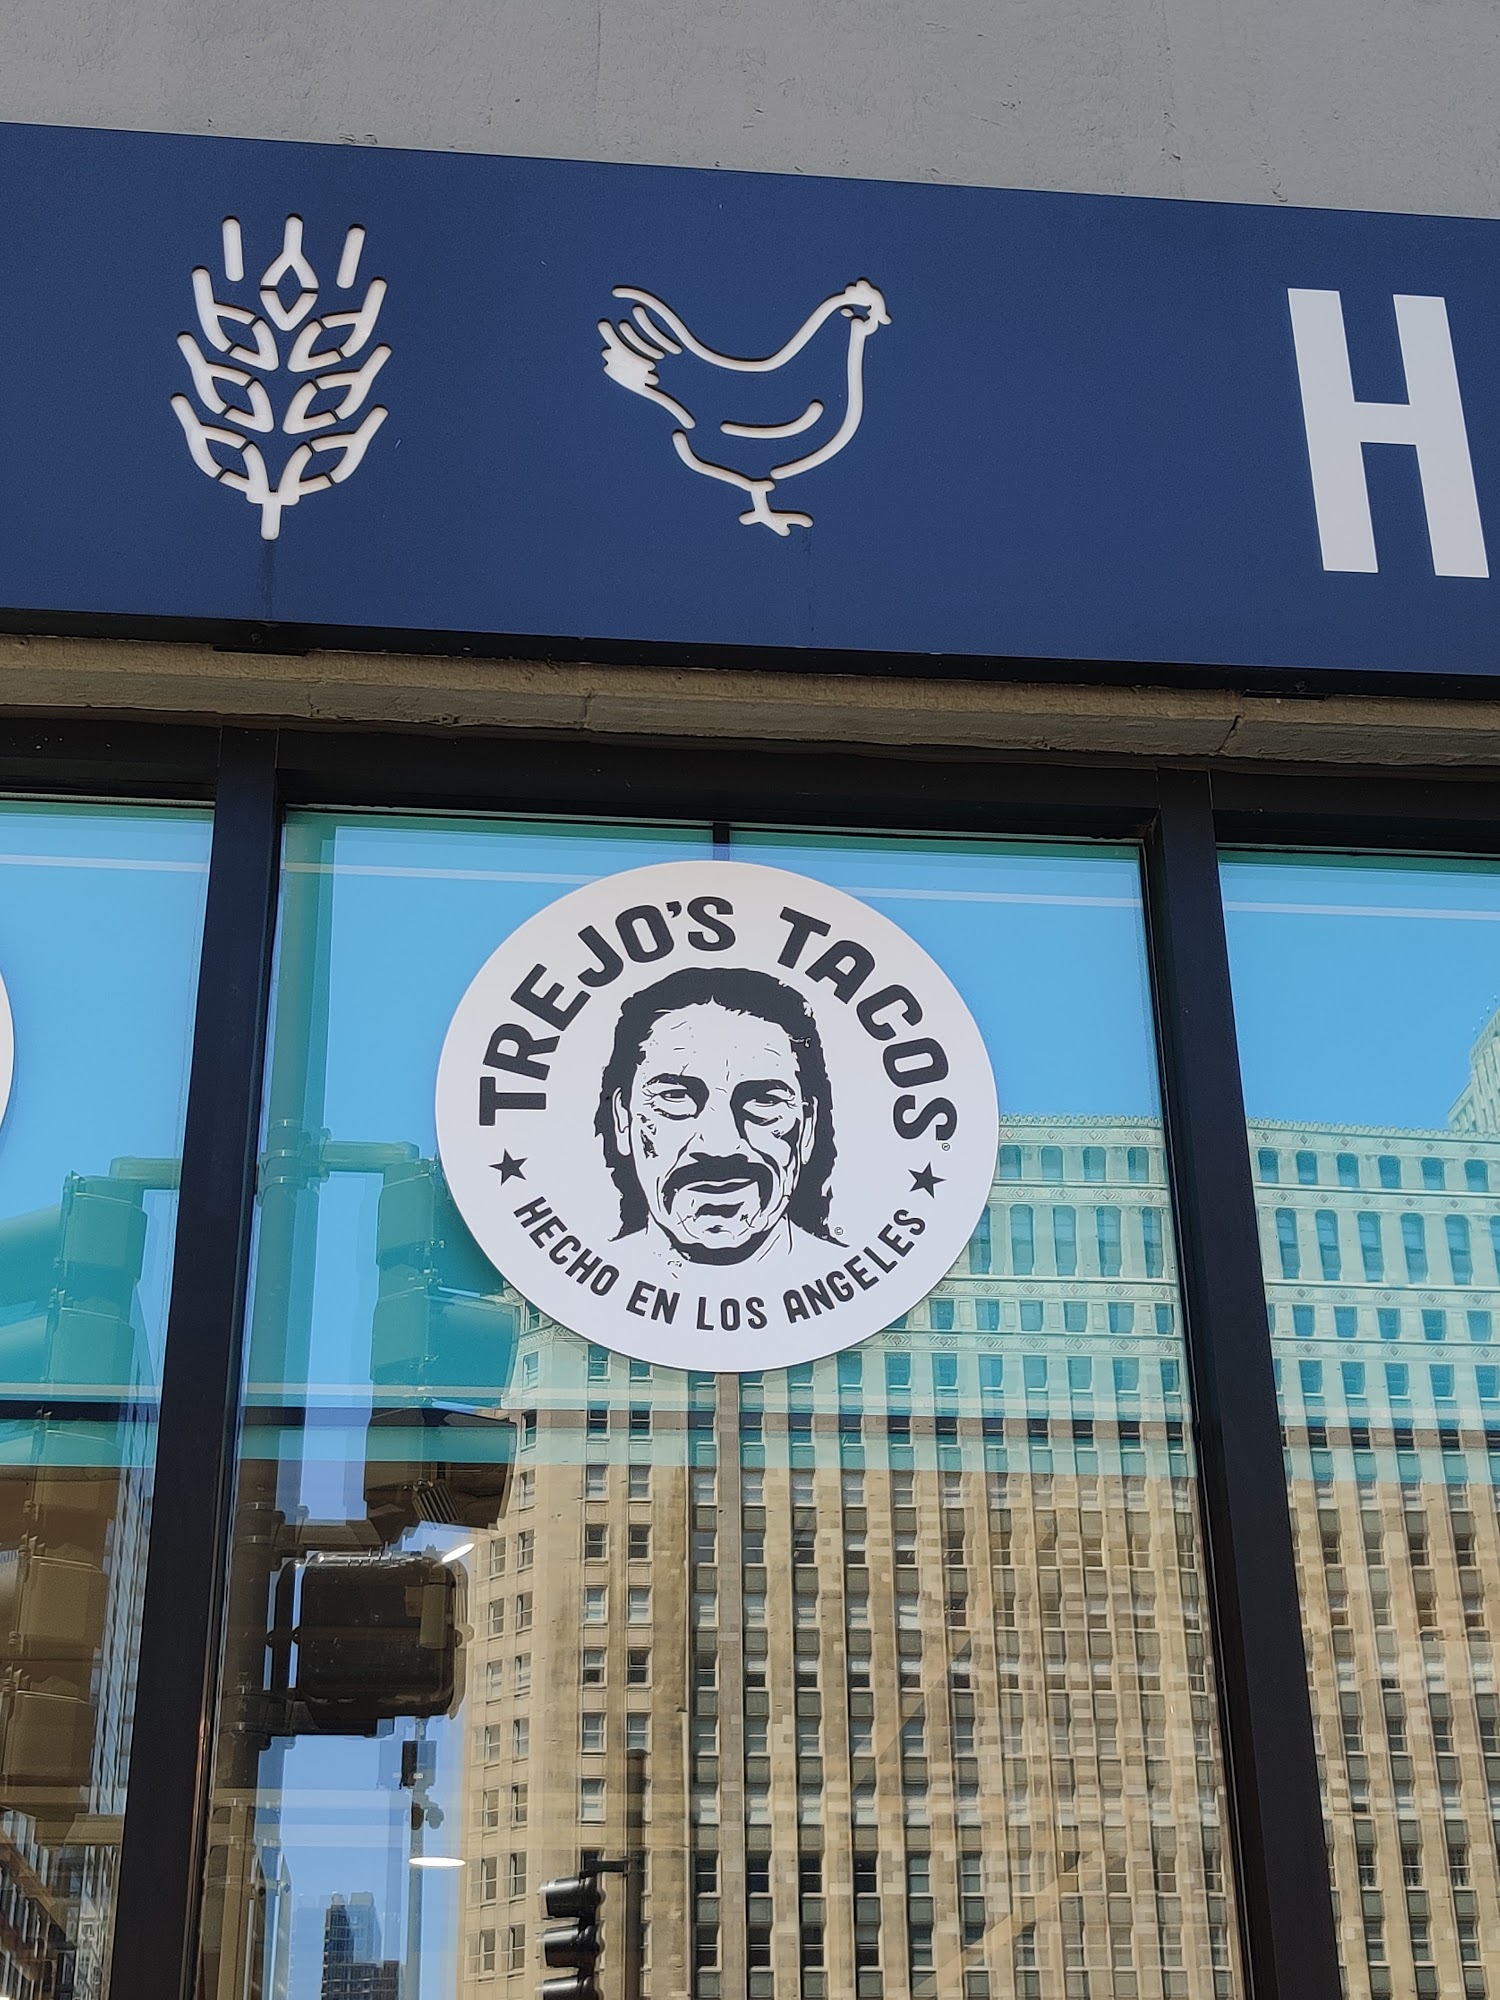 H
TREJO'S TACOS®
★ HECHO EN LOS ANGELES ★
©